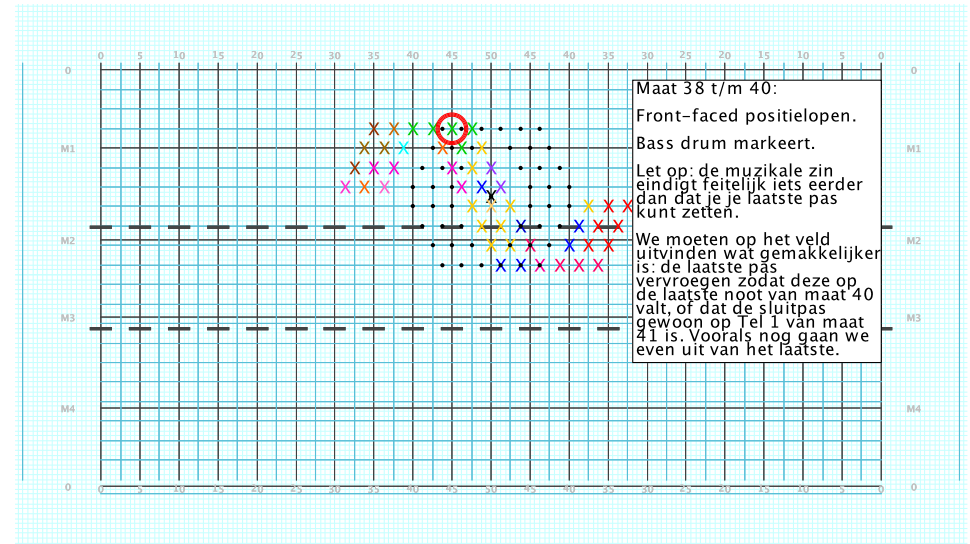 0 5 10 15 20 25 30 35 40 45 50 45 40 35 30 25 20 15 10 5 0
0 0
Maat 38 t/m 40:
Front-faced positielopen.
M1 M1
Bass drum markeert.
Let op: de muzikale zin
eindigt feitelijk iets eerder
dan dat je je laatste pas
kunt zetten.
We moeten op het veld
M2 M2
uitvinden wat gemakkelijker
is: de laatste pas
vervroegen zodat deze op
de laatste noot van maat 40
valt, of dat de sluitpas
M3 M3
gewoon op Tel 1 van maat
41 is. Voorals nog gaan we
even uit van het laatste.
M4 M4
0 0
0 5 10 15 20 25 30 35 40 45 50 45 40 35 30 25 20 15 10 5 0